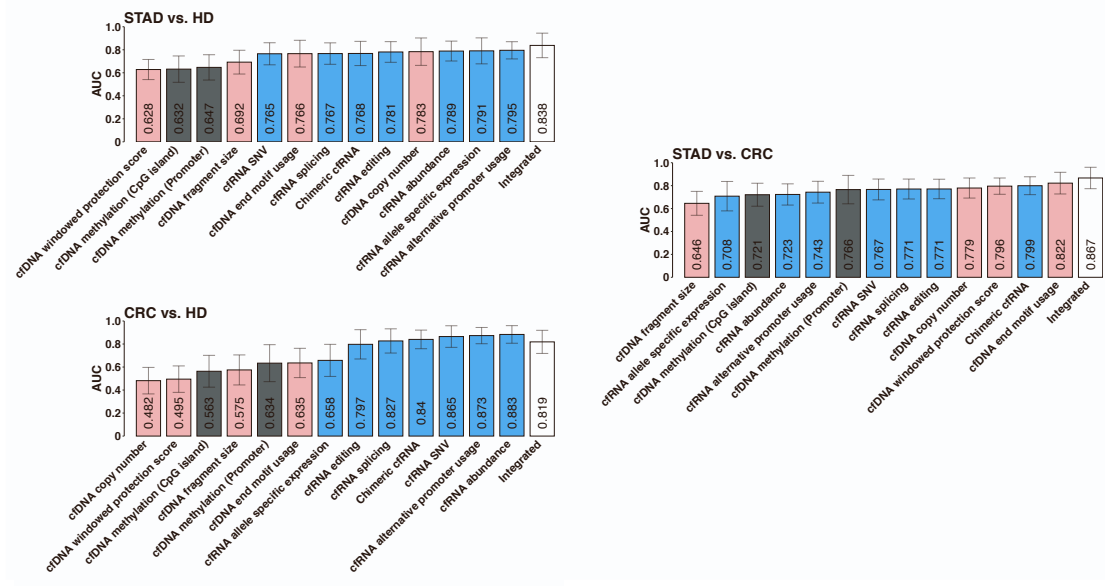 STAD vs. HD
1.0
0.8
0.6
0.4
0.2
0
AUC
0.628
0.632
0.647
0.692
0.765
0.766
0.767
0.768
0.781
0.783
0.789
0.791
0.795
0.838
cfDNA windowed protection score
cfDNA methylation (CpG island)
cfDNA methylation (Promoter)
cfDNA fragment size
cfRNA SNV
cfDNA end motif usage
cfRNA splicing
Chimeric cfRNA
cfRNA editing
cfDNA copy number
cfRNA abundance
cfRNA allele specific expression
cfRNA alternative promoter usage
Integrated
STAD vs. CRC
1.0
0.8
0.6
0.4
0.2
0
AUC
0.646
0.708
0.721
0.723
0.743
0.766
0.767
0.771
0.771
0.779
0.796
0.799
0.822
0.867
cfDNA fragment size
cfRNA allele specific expression
cfDNA methylation (CpG island)
cfRNA abundance
cfRNA alternative promoter usage
cfDNA methylation (Promoter)
cfRNA SNV
cfRNA splicing
cfRNA editing
cfDNA copy number
cfDNA windowed protection score
Chimeric cfRNA
cfDNA end motif usage
Integrated
CRC vs. HD
1.0
0.8
0.6
0.4
0.2
0
AUC
0.482
0.495
0.563
0.575
0.634
0.635
0.658
0.797
0.827
0.84
0.865
0.873
0.883
0.819
cfDNA copy number
cfDNA windowed protection score
cfDNA methylation (CpG island)
cfDNA fragment size
cfDNA methylation (Promoter)
cfDNA end motif usage
cfRNA allele specific expression
cfRNA editing
cfRNA splicing
Chimeric cfRNA
cfRNA SNV
cfRNA alternative promoter usage
cfRNA abundance
Integrated